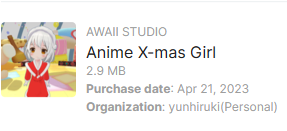 AWAII STUDIO
Anime X-mas Girl
2.9 MB
Purchase date: Apr 21, 2023
Organization: yunhiruki(Personal)